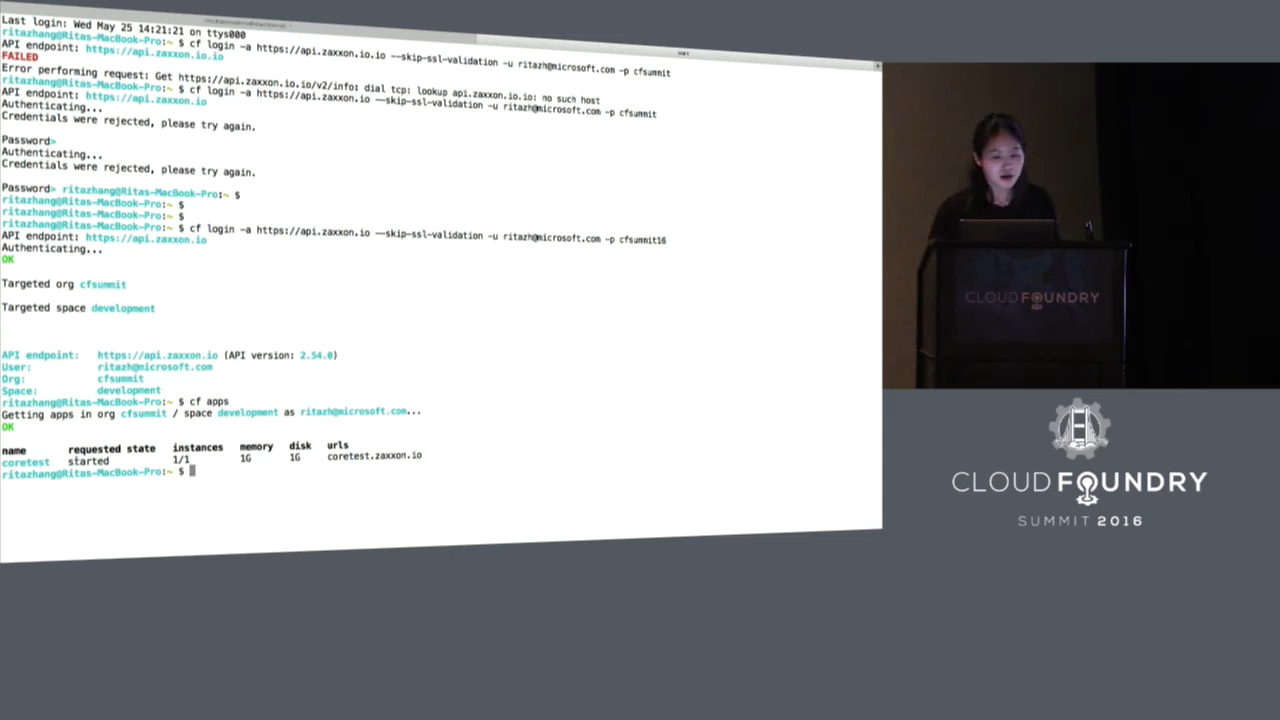 Last login: Wed May 25 14:21:21 on ttys000
ritazhang@Ritas-MacBook-Pro:~ $ cf login -a https://api.zaxxon.io.io --skip-ssl-validation -u ritazh@microsoft.com -p cfsummit
API endpoint: https://api.zaxxon.io.io
FAILED
Error performing request: Get https://api.zaxxon.io.io/v2/info: dial tcp: lookup api.zaxxon.io.io: no such host
ritazhang@Ritas-MacBook-Pro:~ $ cf login -a https://api.zaxxon.io --skip-ssl-validation -u ritazh@microsoft.com -p cfsummit
API endpoint: https://api.zaxxon.io
Authenticating...
Credentials were rejected, please try again.
Password>
Authenticating...
Credentials were rejected, please try again.
Password> ritazhang@Ritas-MacBook-Pro:~ $
ritazhang@Ritas-MacBook-Pro:~ $
ritazhang@Ritas-MacBook-Pro:~ $
ritazhang@Ritas-MacBook-Pro:~ $ cf login -a https://api.zaxxon.io --skip-ssl-validation -u ritazh@microsoft.com -p cfsummit16
API endpoint: https://api.zaxxon.io
Authenticating...
OK
Targeted org cfsummit
Targeted space development
API endpoint: https://api.zaxxon.io (API version: 2.54.0)
User: ritazh@microsoft.com
Org: cfsummit
Space: development
ritazhang@Ritas-MacBook-Pro:~ $ cf apps
Getting apps in org cfsummit / space development as ritazh@microsoft.com...
OK
name requested state instances memory disk urls
coretest started 1/1 1G 1G coretest.zaxxon.io
ritazhang@Ritas-MacBook-Pro:~ $
CLOUD FOUNDRY
CLOUD FOUNDRY
SUMMIT 2016